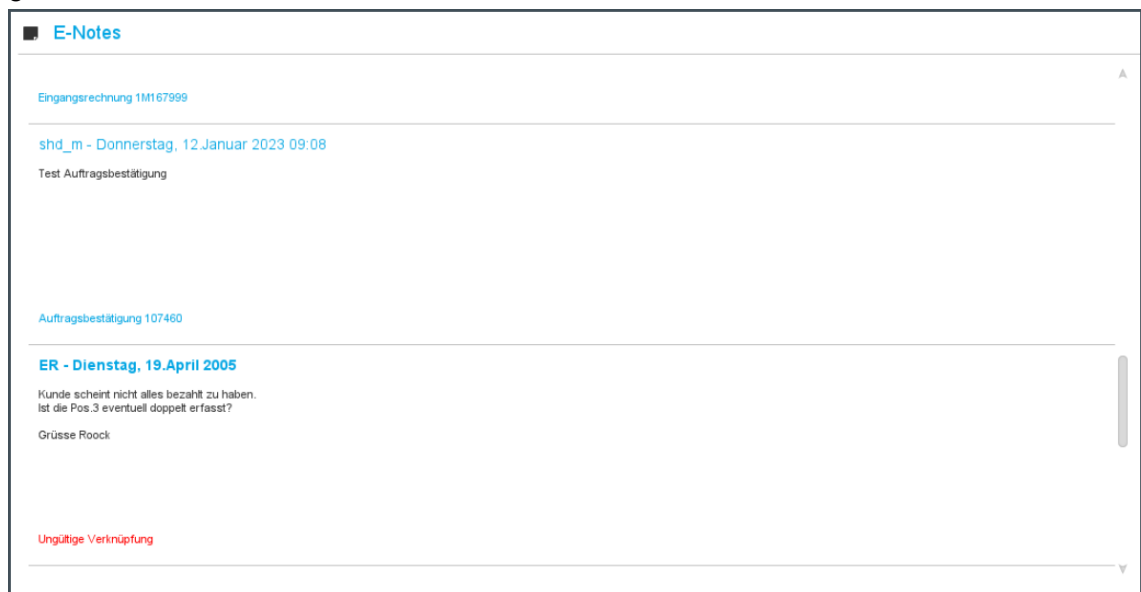 E-Notes
Eingangsrechnung 1M167999
shd_m - Donnerstag, 12.Januar 2023 09:08
Test Auftragsbestätigung
Auftragsbestätigung 107460
ER - Dienstag, 19.April 2005
Kunde scheint nicht alles bezahlt zu haben.
Ist die Pos.3 eventuell doppelt erfasst?
Grüsse Roock
Ungültige Verknüpfung